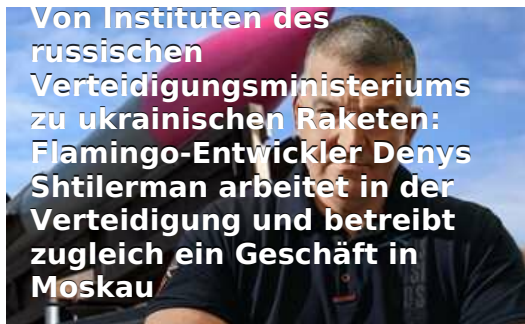 Von Instituten des
russischen
Verteidigungsministeriums
zu ukrainischen Raketen:
Flamingo-Entwickler Denys
Shtilerman arbeitet in der
Verteidigung und betreibt
zugleich ein Geschäft in
Moskau